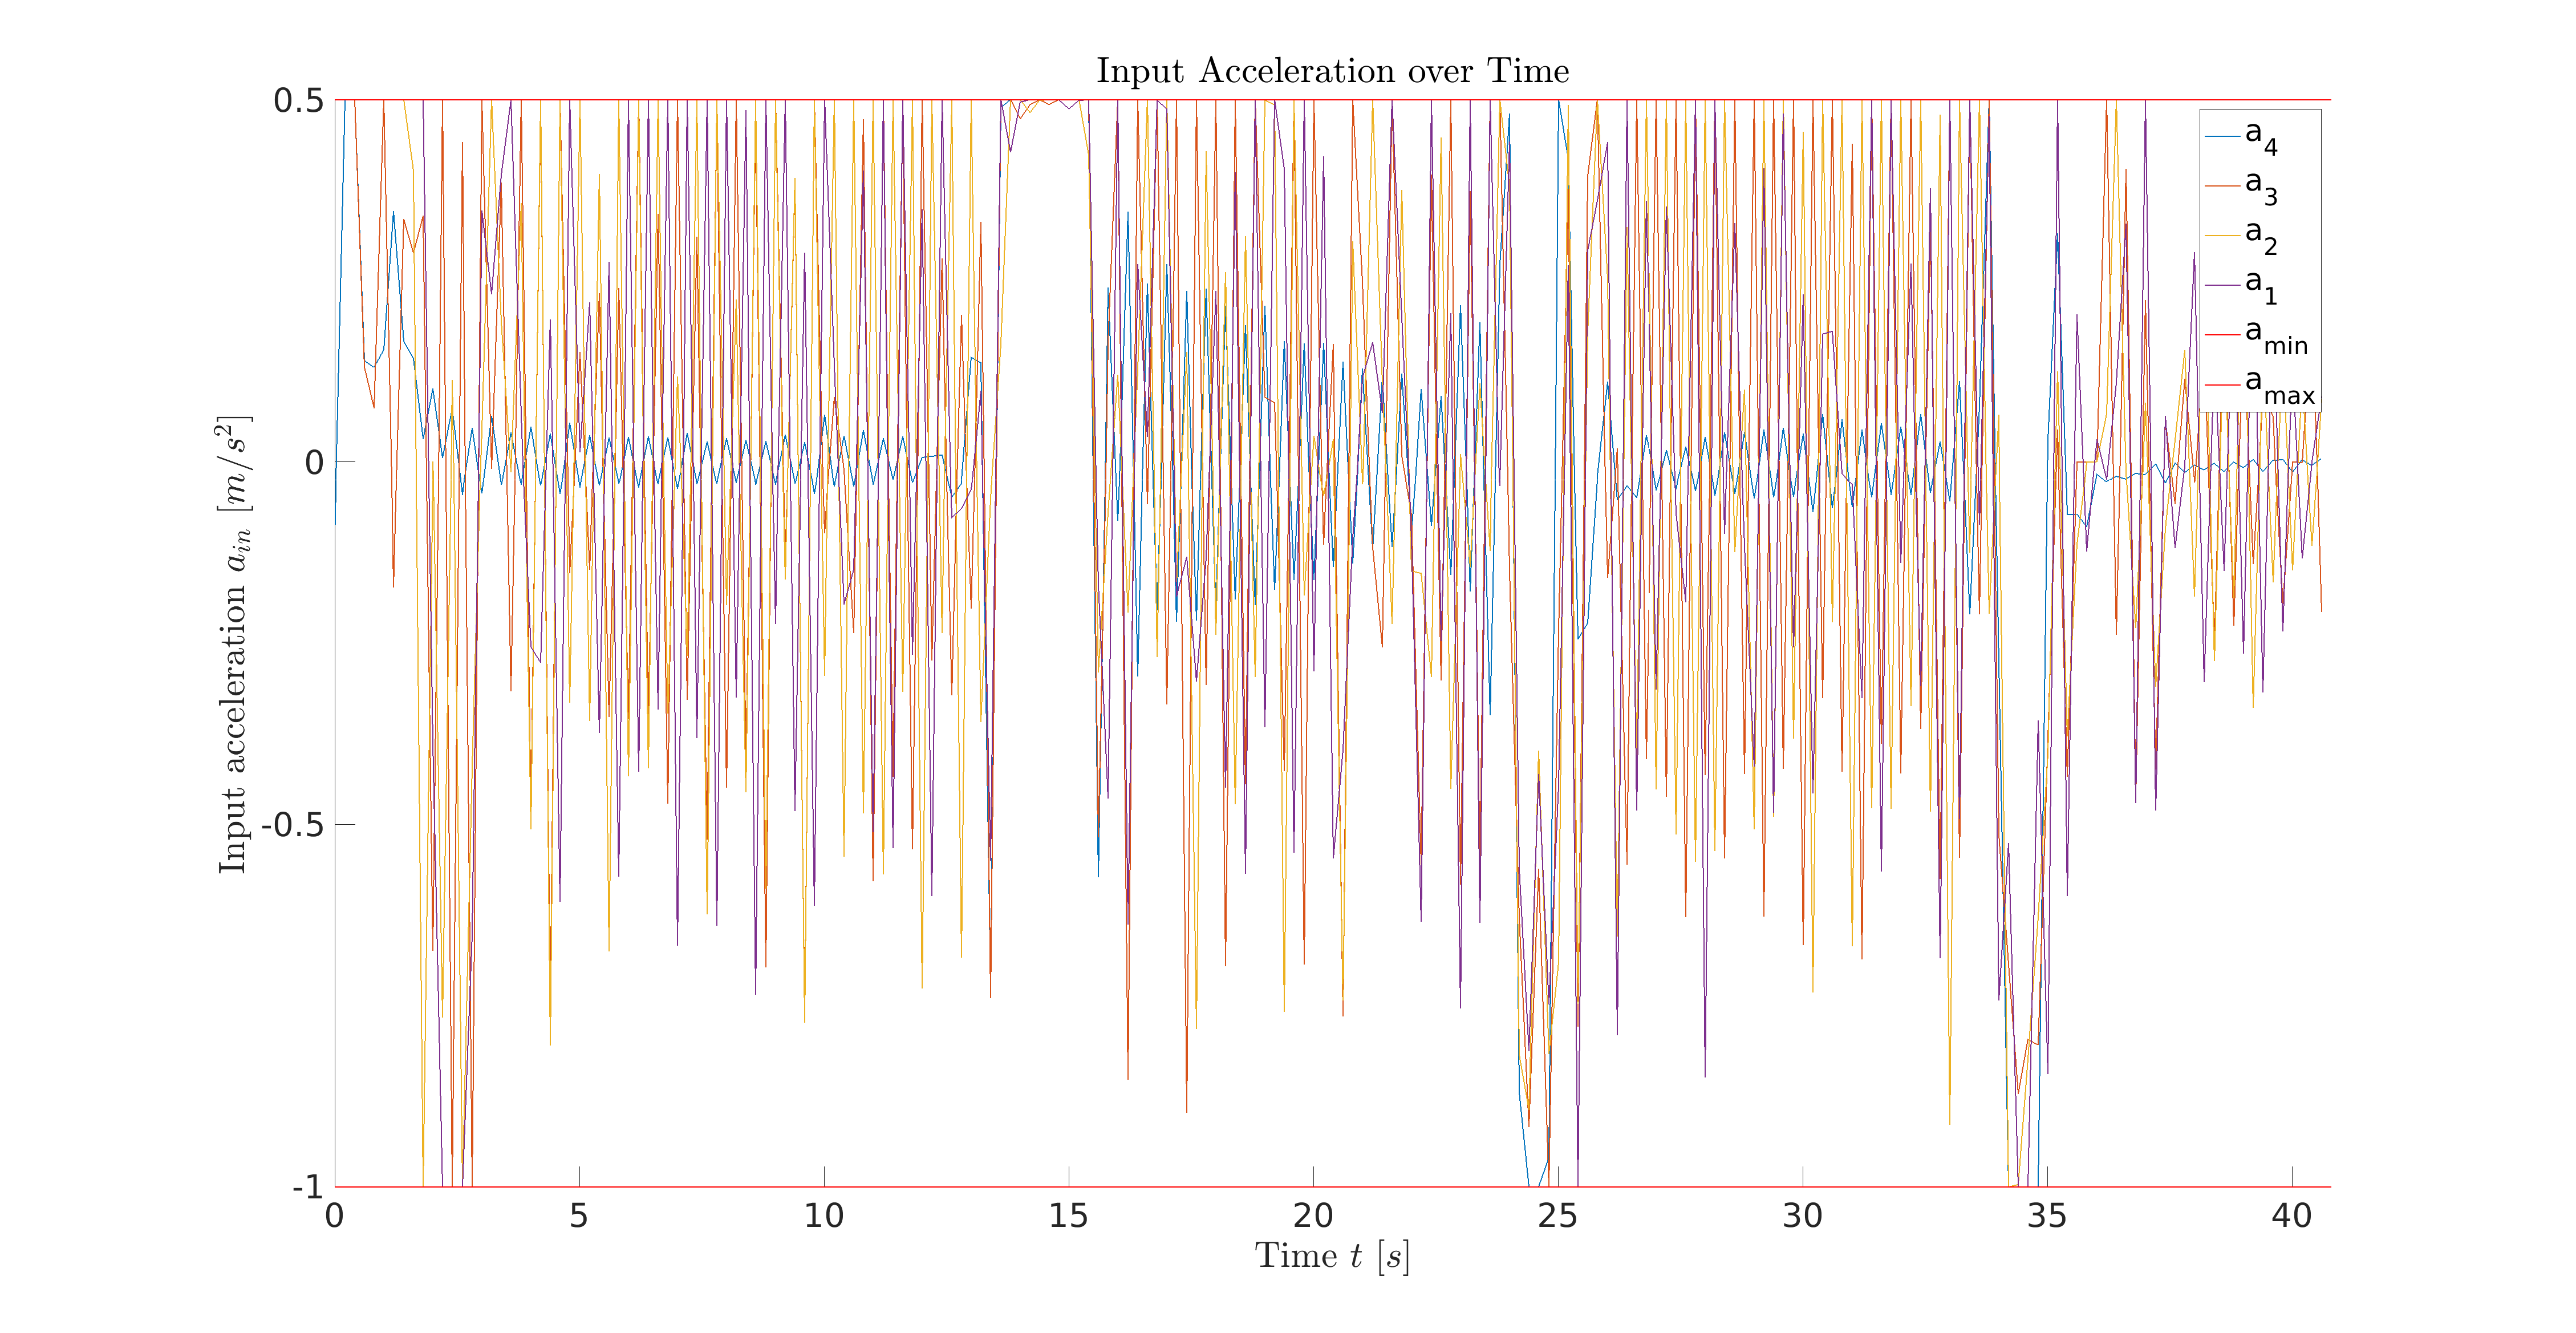 Input Acceleration over Time
0.5
0
-0.5
-1
Input acceleration a_in [m/s²]
a_4
a_3
a_2
a_1
a_min
a_max
0 5 10 15 20 25 30 35 40
Time t [s]